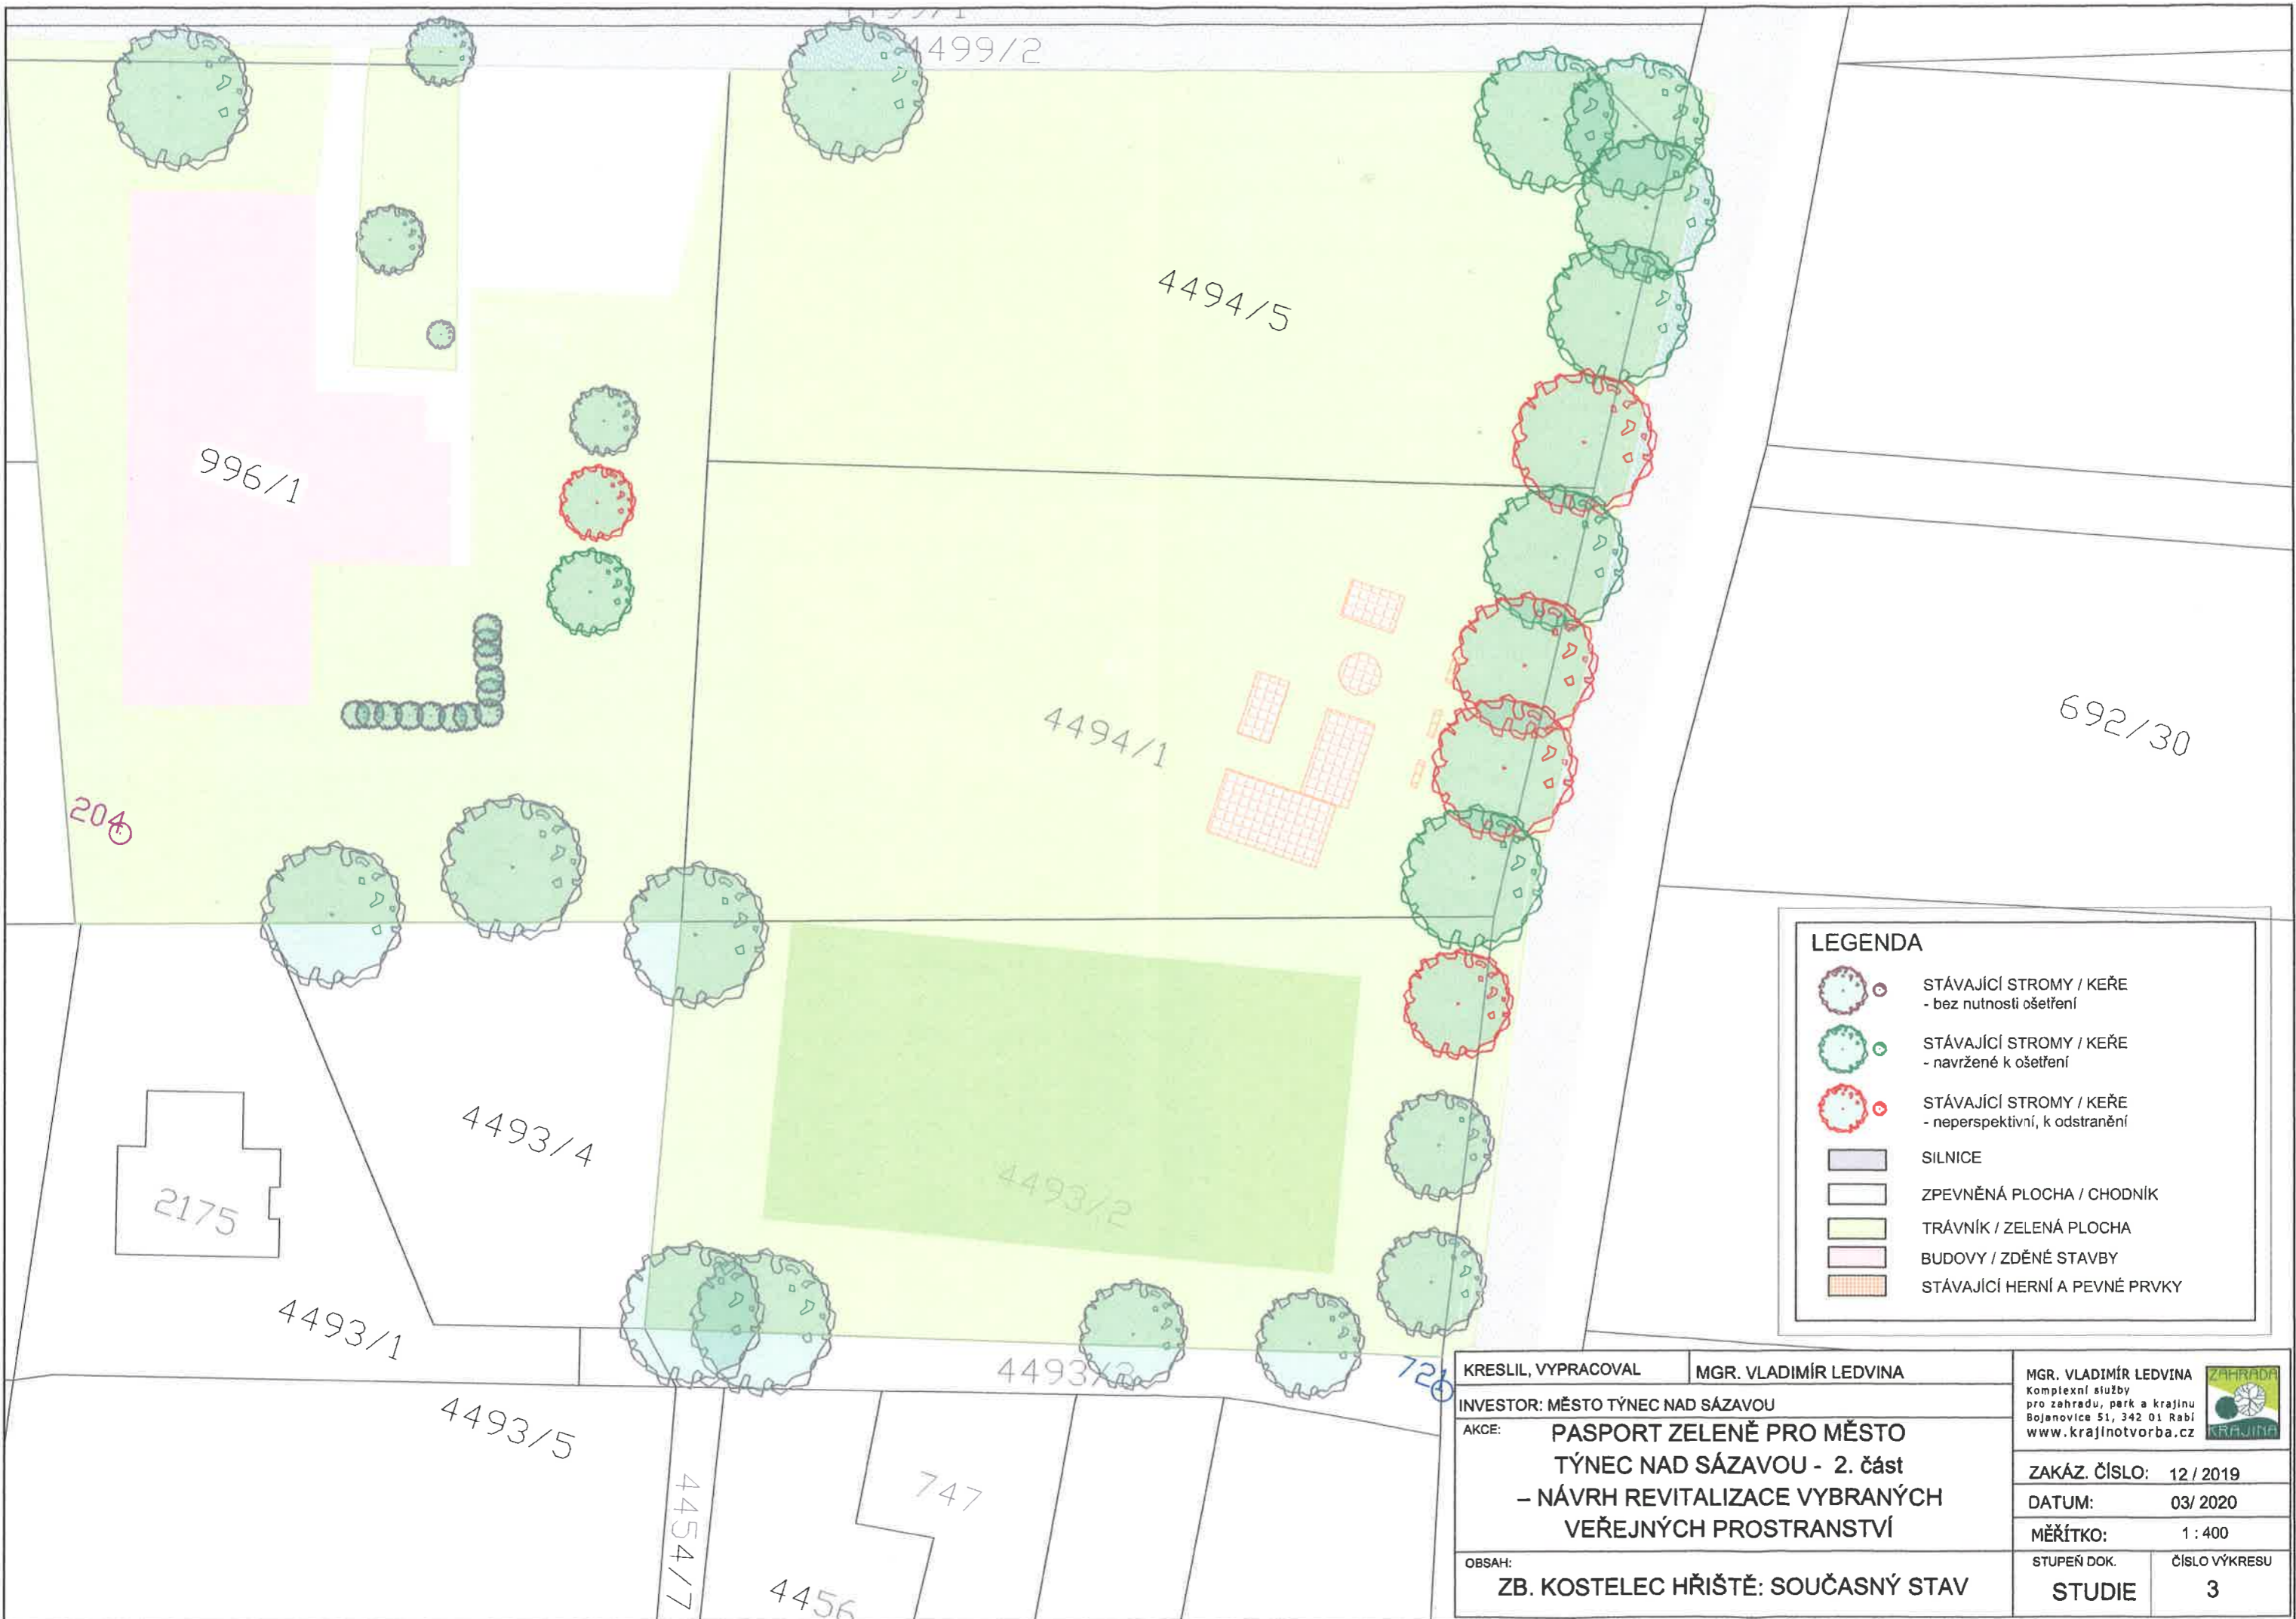 4499/2
4494/5
996/1
4494/1
692/30
204
4493/4
4493/2
2175
4493/1
4493/2
721
4493/5
4454/7
747
4456
LEGENDA
STÁVAJÍCÍ STROMY / KEŘE
- bez nutnosti ošetření
STÁVAJÍCÍ STROMY / KEŘE
- navržené k ošetření
STÁVAJÍCÍ STROMY / KEŘE
- neperspektivní, k odstranění
SILNICE
ZPEVNĚNÁ PLOCHA / CHODNÍK
TRÁVNÍK / ZELENÁ PLOCHA
BUDOVY / ZDĚNÉ STAVBY
STÁVAJÍCÍ HERNÍ A PEVNÉ PRVKY
KRESLIL, VYPRACOVAL MGR. VLADIMÍR LEDVINA
INVESTOR: MĚSTO TÝNEC NAD SÁZAVOU
AKCE: PASPORT ZELENĚ PRO MĚSTO
TÝNEC NAD SÁZAVOU - 2. část
– NÁVRH REVITALIZACE VYBRANÝCH
VEŘEJNÝCH PROSTRANSTVÍ
OBSAH:
ZB. KOSTELEC HŘIŠTĚ: SOUČASNÝ STAV
MGR. VLADIMÍR LEDVINA
Komplexní služby
pro zahradu, park a krajinu
Bojanovice 51, 342 01 Rabí
www.krajinotvorba.cz
ZAHRADA
KRAJINA
ZAKÁZ. ČÍSLO: 12 / 2019
DATUM: 03/ 2020
MĚŘÍTKO: 1 : 400
STUPEŇ DOK. ČÍSLO VÝKRESU
STUDIE 3